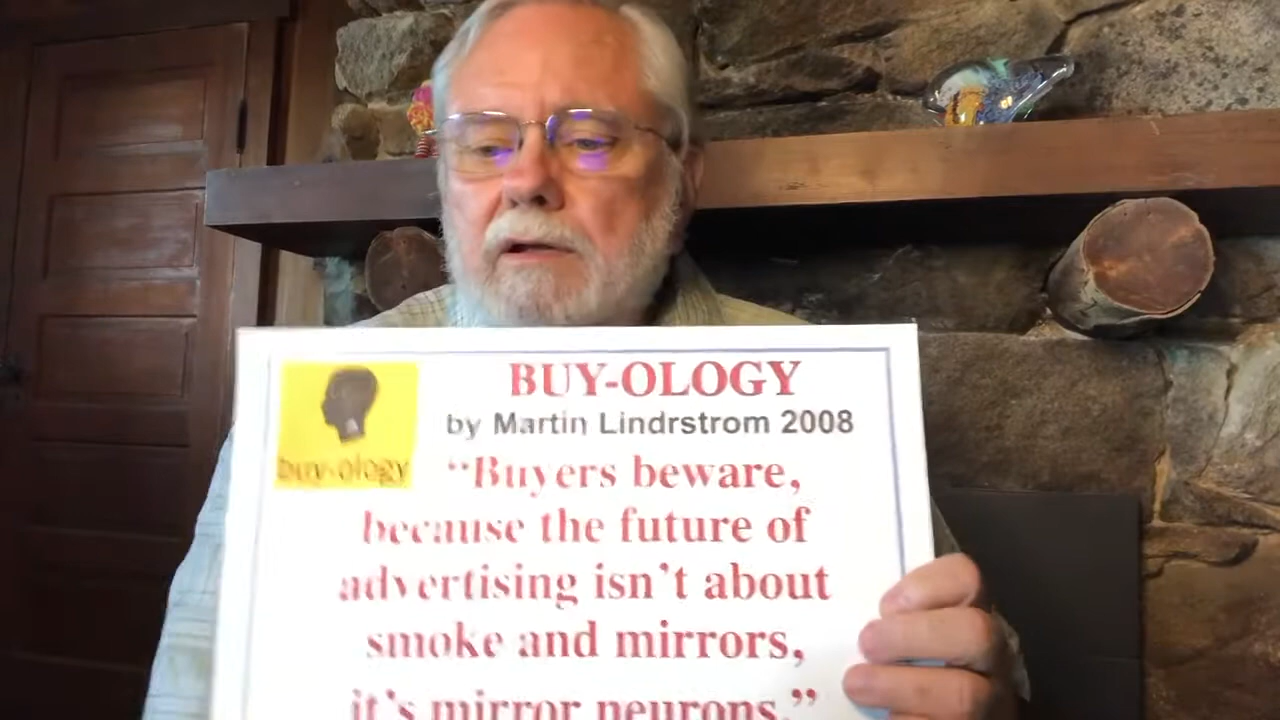 BUY-OLOGY
by Martin Lindrstrom 2008
buy-ology
“Buyers beware,
because the future of
advertising isn’t about
smoke and mirrors,
it’s mirror neurons.”